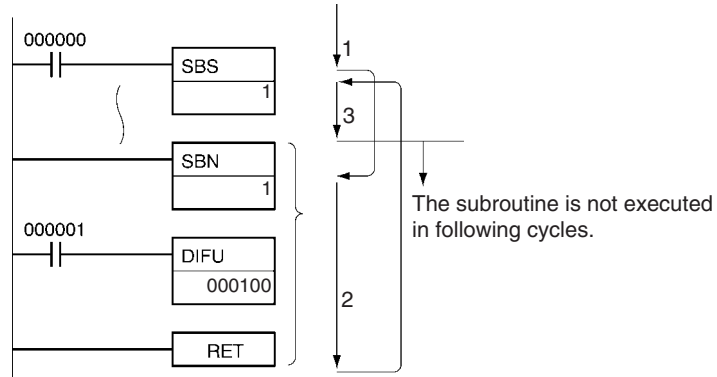 000000
SBS
1
1
3
SBN
1
The subroutine is not executed
in following cycles.
000001
DIFU
000100
2
RET